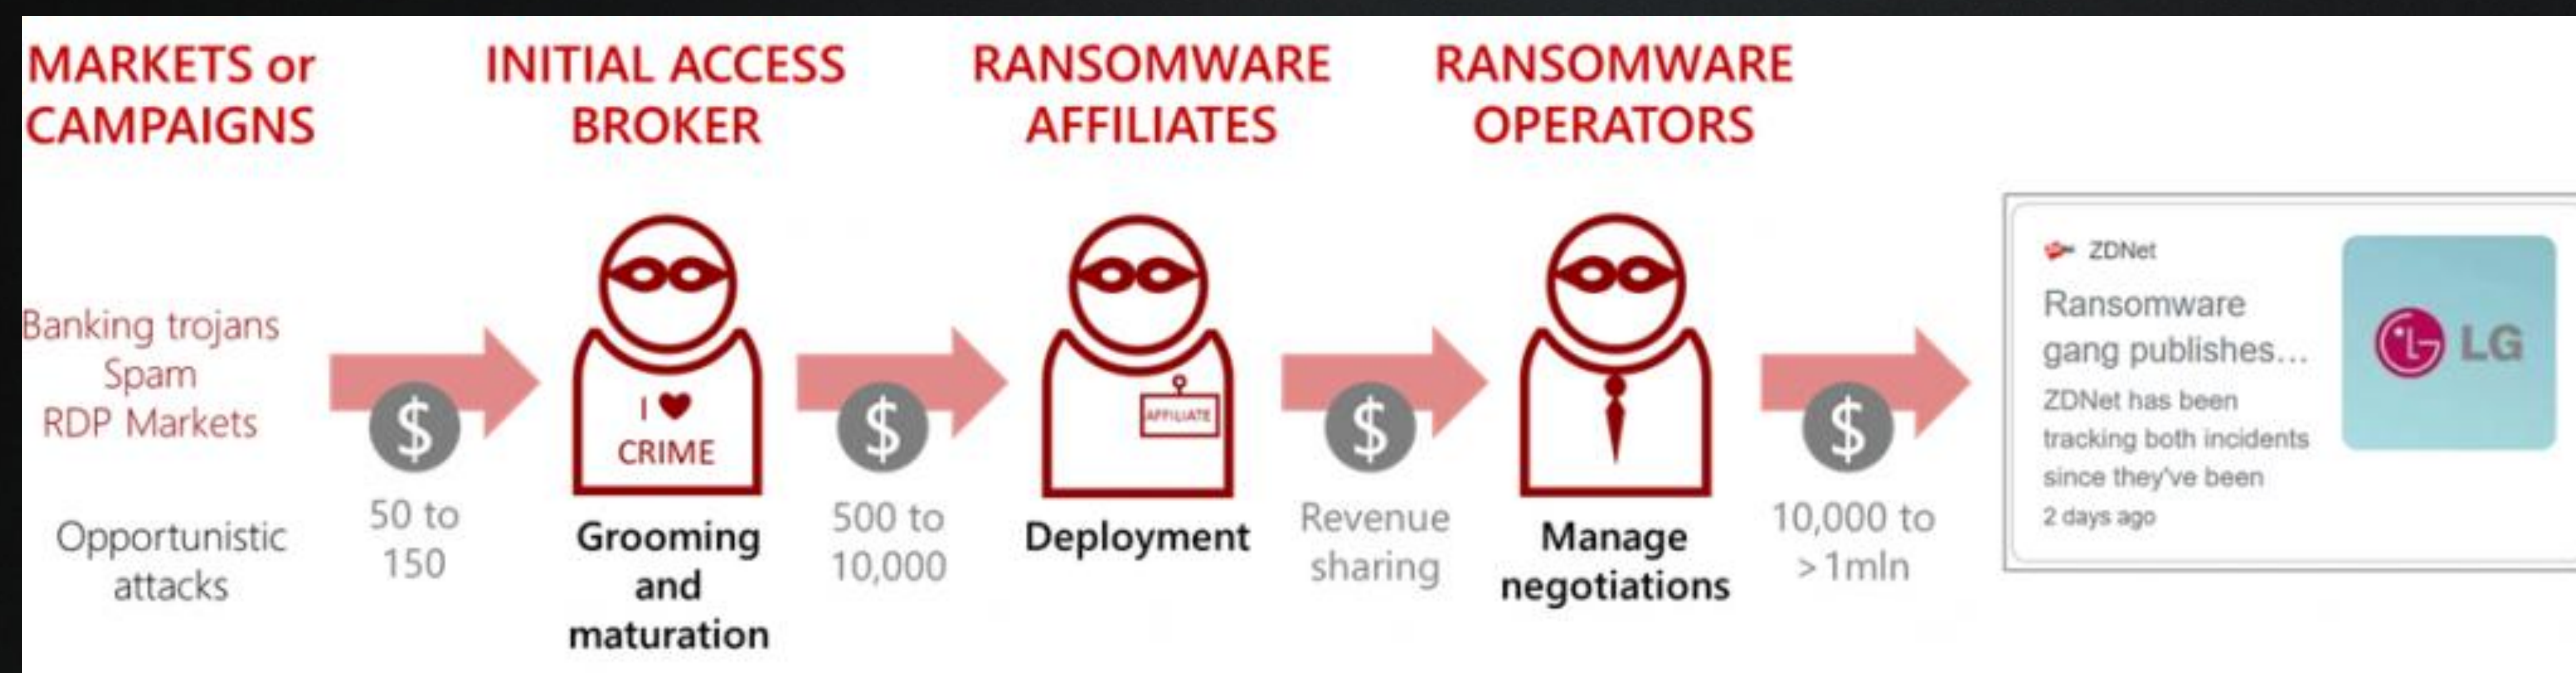 MARKETS or
CAMPAIGNS
INITIAL ACCESS
BROKER
RANSOMWARE
AFFILIATES
RANSOMWARE
OPERATORS
Banking trojans
Spam
RDP Markets
Opportunistic
attacks
$
50 to
150
I ♥
CRIME
Grooming
and
maturation
$
500 to
10,000
AFFILIATE
Deployment
$
Revenue
sharing
Manage
negotiations
$
10,000 to
>1mln
ZDNet
Ransomware
gang publishes...
ZDNet has been
tracking both incidents
since they've been
2 days ago
LG